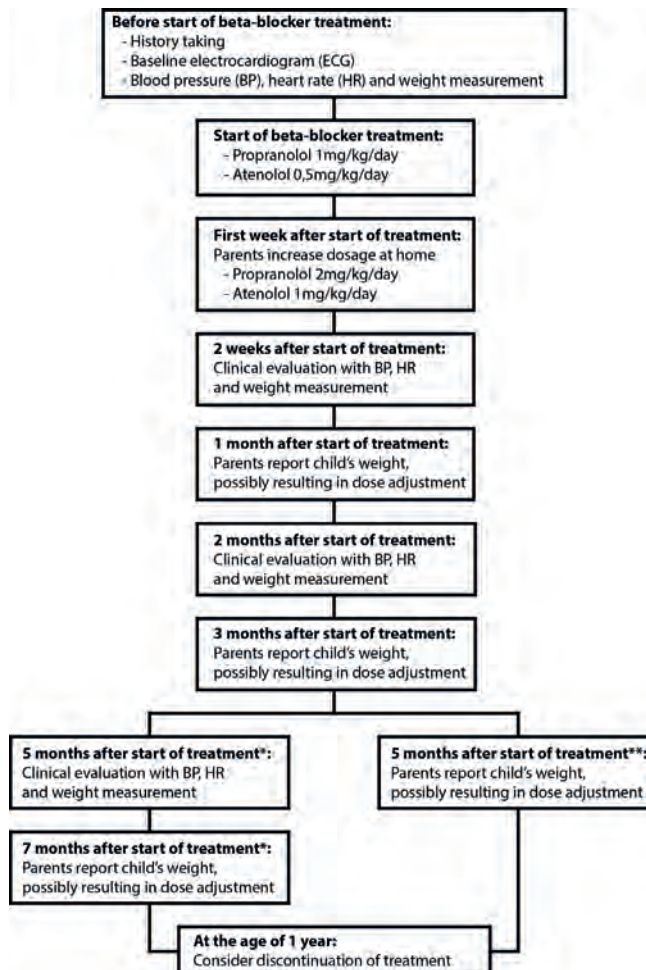 Before start of beta-blocker treatment:
- History taking
- Baseline electrocardiogram (ECG)
- Blood pressure (BP), heart rate (HR) and weight measurement
Start of beta-blocker treatment:
- Propranolol 1mg/kg/day
- Atenolol 0,5mg/kg/day
First week after start of treatment:
Parents increase dosage at home
- Propranolol 2mg/kg/day
- Atenolol 1mg/kg/day
2 weeks after start of treatment:
Clinical evaluation with BP, HR
and weight measurement
1 month after start of treatment:
Parents report child's weight,
possibly resulting in dose adjustment
2 months after start of treatment:
Clinical evaluation with BP, HR
and weight measurement
3 months after start of treatment:
Parents report child's weight,
possibly resulting in dose adjustment
5 months after start of treatment*:
Clinical evaluation with BP, HR
and weight measurement
7 months after start of treatment*:
Parents report child's weight,
possibly resulting in dose adjustment
5 months after start of treatment**:
Parents report child's weight,
possibly resulting in dose adjustment
At the age of 1 year:
Consider discontinuation of treatment